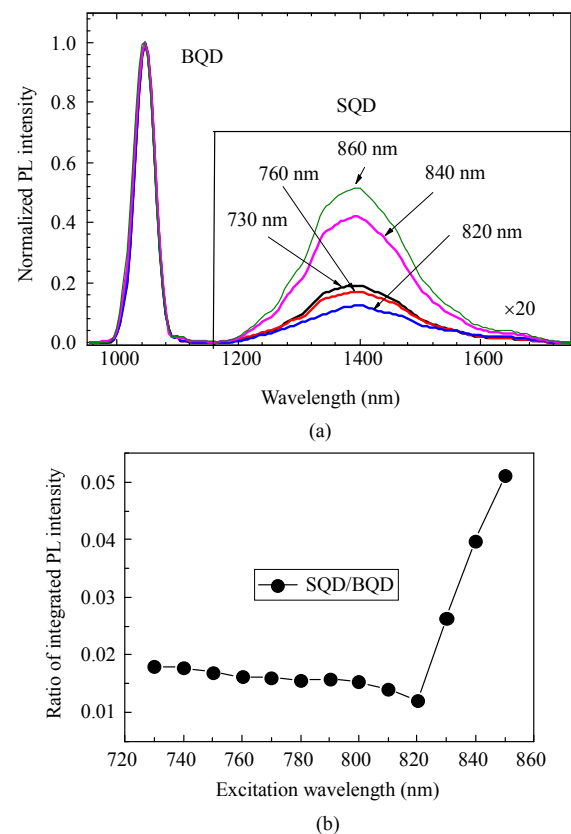 BQD
SQD
860 nm
760 nm
840 nm
730 nm
820 nm
×20
Normalized PL intensity
1.0
0.8
0.6
0.4
0.2
0.0
1000
1200
1400
1600
Wavelength (nm)
(a)
Ratio of integrated PL intensity
0.05
0.04
0.03
0.02
0.01
SQD/BQD
720
740
760
780
800
820
840
860
Excitation wavelength (nm)
(b)